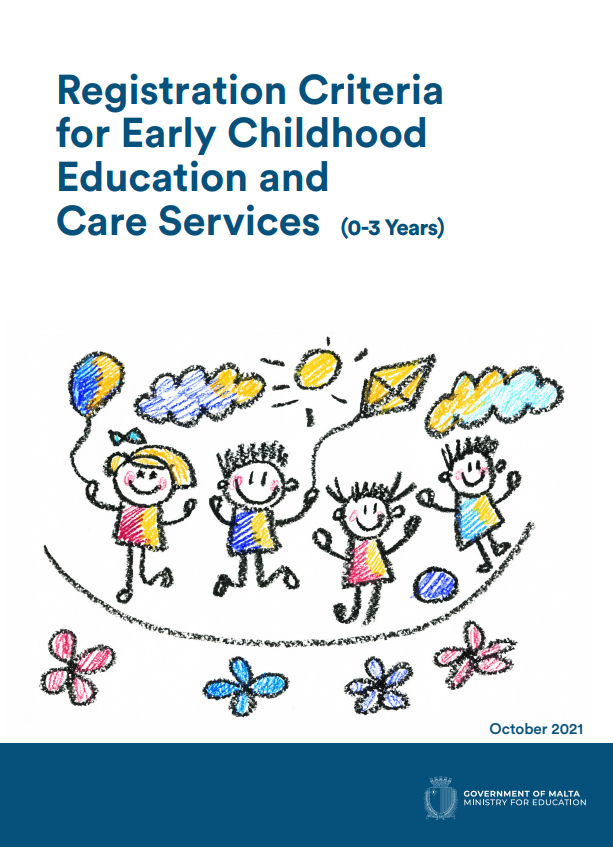 Registration Criteria
for Early Childhood
Education and
Care Services (0-3 Years)
October 2021
GOVERNMENT OF MALTA
MINISTRY FOR EDUCATION